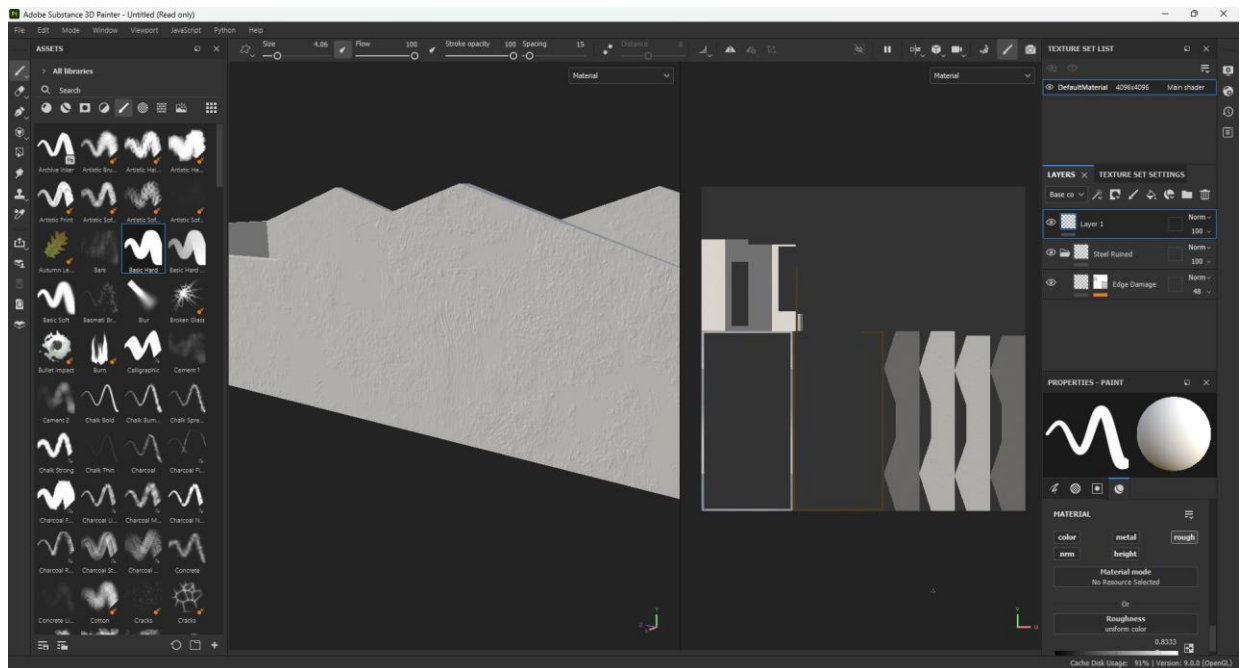 Pt Adobe Substance 3D Painter - Untitled (Read only)
File Edit Mode Window Viewport JavaScript Python Help
ASSETS
Size 4.06 Flow 100 Stroke opacity 100 Spacing 15 Distance 8
All libraries
Search
Archive Inker Artistic Bru... Artistic Hai... Artistic He...
Artistic Print Artistic Sof... Artistic Sof... Artistic Sof...
Autumn Le... Bark Basic Hard Basic Hard ...
Basic Soft Basmati Br... Blur Broken Glass
Bullet Impact Burn Calligraphic Cement 1
Cement 2 Chalk Bold Chalk Bum... Chalk Spre...
Chalk Strong Chalk Thin Charcoal Charcoal Fi...
Charcoal F... Charcoal Li... Charcoal M... Charcoal N...
Charcoal R... Charcoal St... Charcoal ... Concrete
Concrete Li... Cotton Cracks Cracks
Material
Y
Z
Material
Y
U
TEXTURE SET LIST
DefaultMaterial 4096x4096 Main shader
LAYERS TEXTURE SET SETTINGS
Base co
Layer 1 Norm
100
Steel Ruined Norm
100
Edge Damage Norm
48
PROPERTIES - PAINT
MATERIAL
color metal rough
nrm height
Material mode
No Resource Selected
Or
Roughness
uniform color
0.8333
Cache Disk Usage: 91% | Version: 9.0.0 (OpenGL)